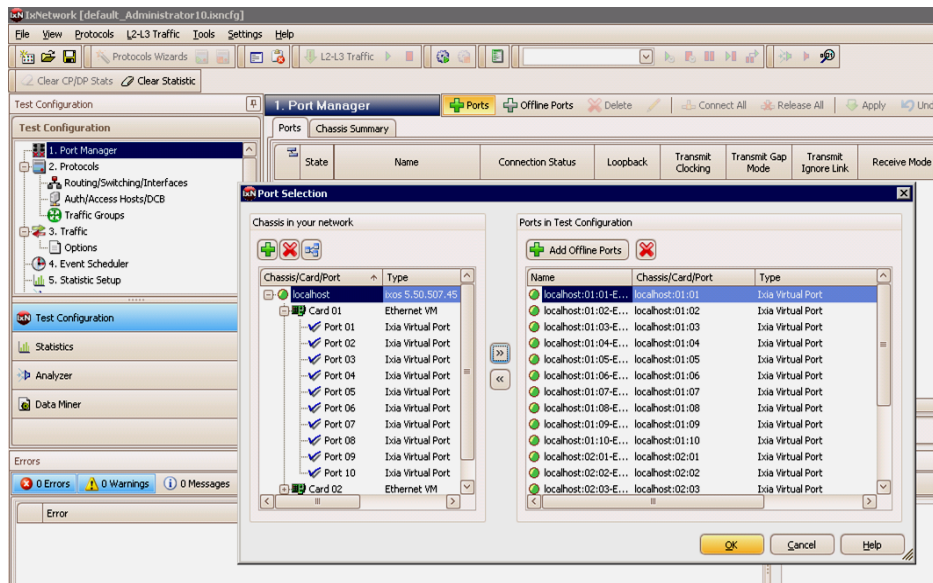 IxNetwork [default_Administrator10.ixncfg]
File View Protocols L2-L3 Traffic Tools Settings Help
Protocols Wizards L2-L3 Traffic
Clear CP/DP Stats Clear Statistic
Test Configuration
Test Configuration
1. Port Manager
2. Protocols
Routing/Switching/Interfaces
Auth/Access Hosts/DCB
Traffic Groups
3. Traffic
Options
4. Event Scheduler
5. Statistic Setup
Test Configuration
Statistics
Analyzer
Data Miner
Errors
0 Errors 0 Warnings 0 Messages
Error
1. Port Manager Ports Offline Ports Delete Connect All Release All Apply Und
Ports Chassis Summary
State Name Connection Status Loopback Transmit Clocking Transmit Gap Mode Transmit Ignore Link Receive Mode
Port Selection
Chassis in your network
Chassis/Card/Port Type
localhost ixos 5.50.507.45
Card 01 Ethernet VM
Port 01 Ixia Virtual Port
Port 02 Ixia Virtual Port
Port 03 Ixia Virtual Port
Port 04 Ixia Virtual Port
Port 05 Ixia Virtual Port
Port 06 Ixia Virtual Port
Port 07 Ixia Virtual Port
Port 08 Ixia Virtual Port
Port 09 Ixia Virtual Port
Port 10 Ixia Virtual Port
Card 02 Ethernet VM
Ports in Test Configuration
Add Offline Ports
Name Chassis/Card/Port Type
localhost:01:01-E... localhost:01:01 Ixia Virtual Port
localhost:01:02-E... localhost:01:02 Ixia Virtual Port
localhost:01:03-E... localhost:01:03 Ixia Virtual Port
localhost:01:04-E... localhost:01:04 Ixia Virtual Port
localhost:01:05-E... localhost:01:05 Ixia Virtual Port
localhost:01:06-E... localhost:01:06 Ixia Virtual Port
localhost:01:07-E... localhost:01:07 Ixia Virtual Port
localhost:01:08-E... localhost:01:08 Ixia Virtual Port
localhost:01:09-E... localhost:01:09 Ixia Virtual Port
localhost:01:10-E... localhost:01:10 Ixia Virtual Port
localhost:02:01-E... localhost:02:01 Ixia Virtual Port
localhost:02:02-E... localhost:02:02 Ixia Virtual Port
localhost:02:03-E... localhost:02:03 Ixia Virtual Port
OK Cancel Help